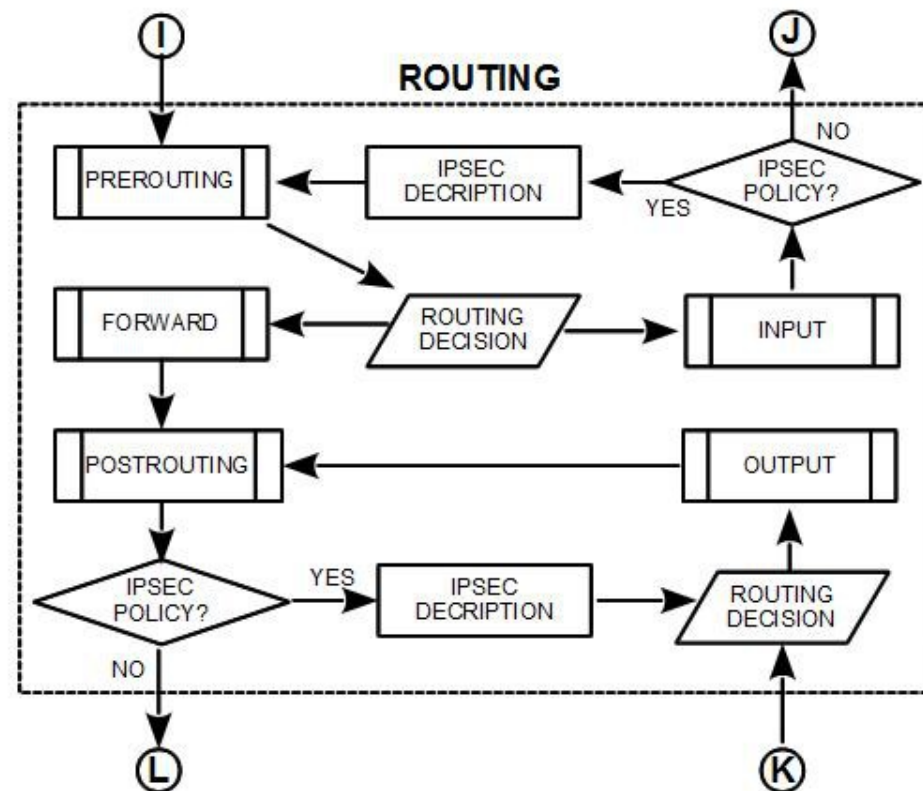 I
J
ROUTING
NO
PREROUTING
IPSEC
DECRIPTION
IPSEC
POLICY?
YES
FORWARD
ROUTING
DECISION
INPUT
POSTROUTING
OUTPUT
IPSEC
POLICY?
YES
IPSEC
DECRIPTION
ROUTING
DECISION
NO
L
K